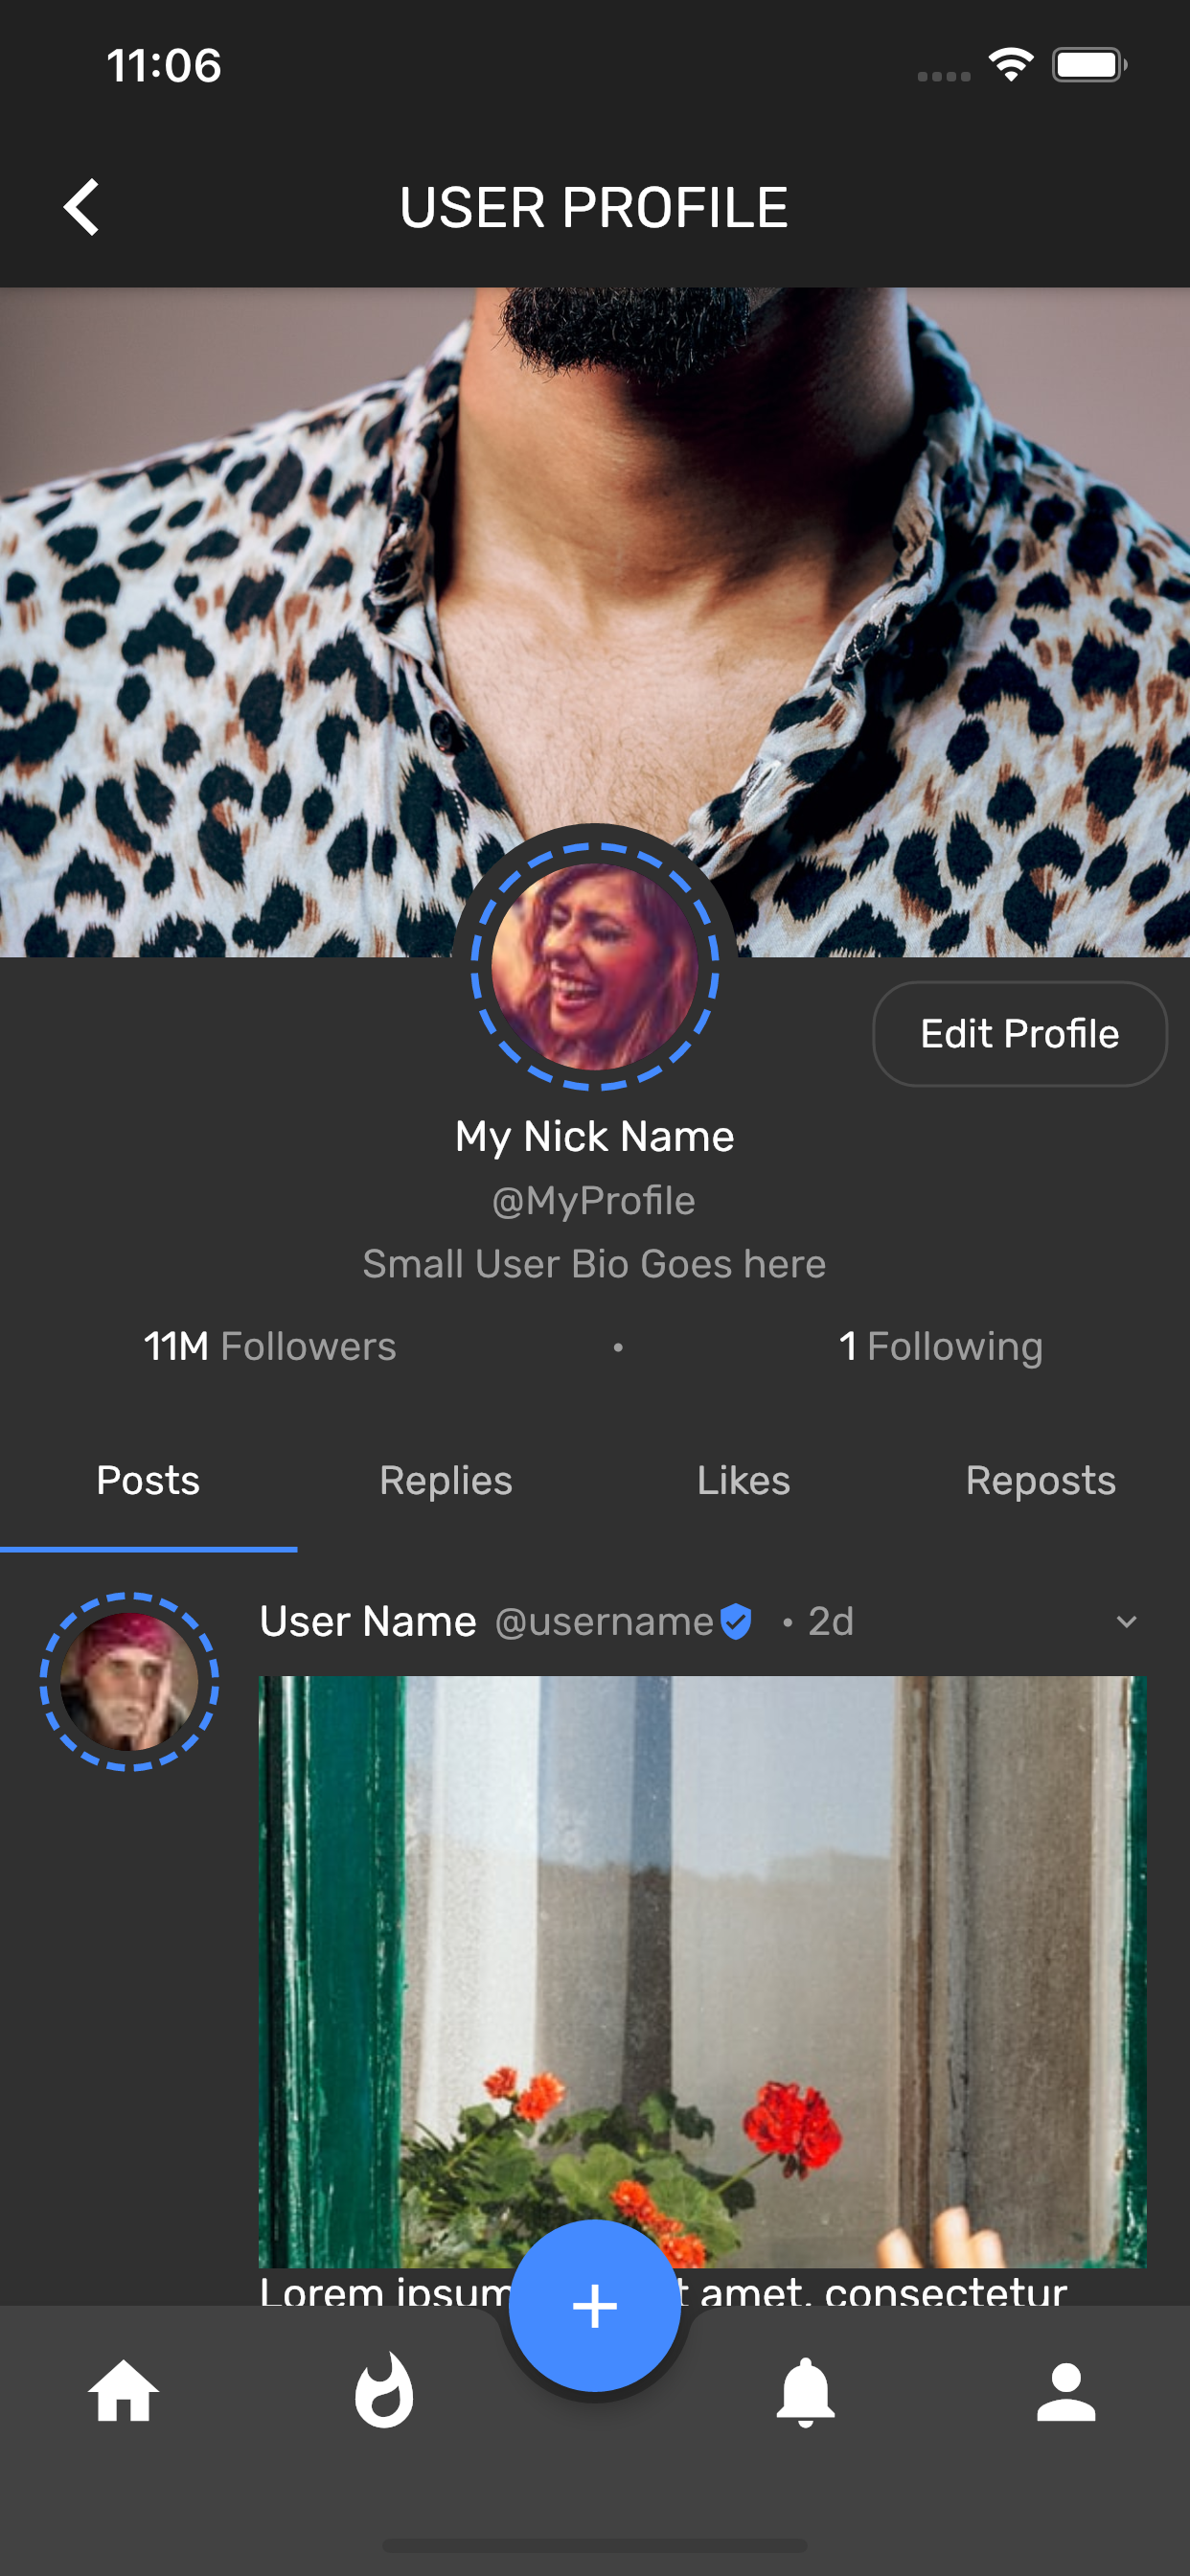 11:06
USER PROFILE
Edit Profile
My Nick Name
@MyProfile
Small User Bio Goes here
11M Followers • 1 Following
Posts Replies Likes Reposts
User Name @username • 2d
Lorem ipsum amet, consectetur